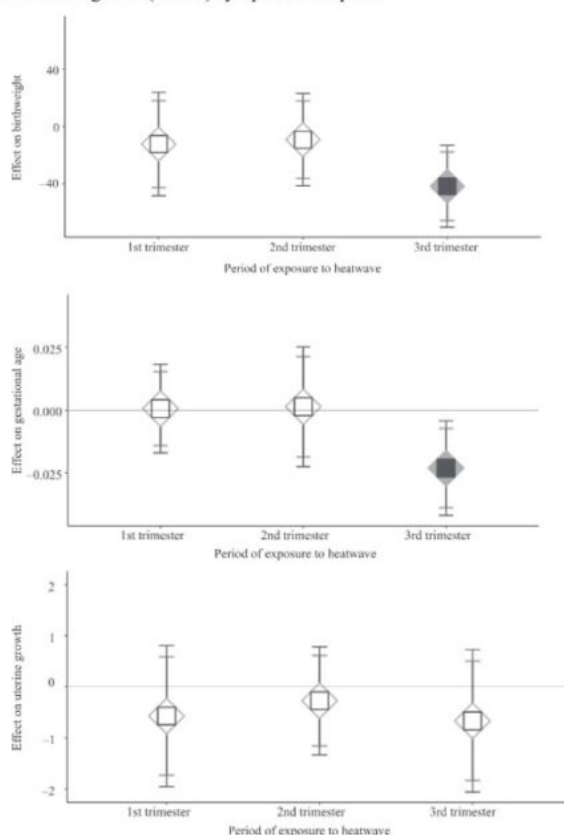 40
Effect on birthweight
0
−40
1st trimester 2nd trimester 3rd trimester
Period of exposure to heatwave
0.025
Effect on gestational age
0.000
−0.025
1st trimester 2nd trimester 3rd trimester
Period of exposure to heatwave
2
Effect on uterine growth
1
0
−1
−2
1st trimester 2nd trimester 3rd trimester
Period of exposure to heatwave